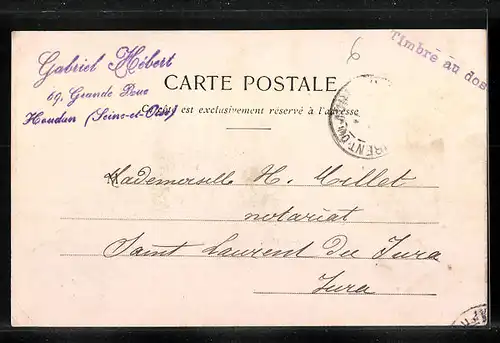 Gabriel Hébert
69, Grande Rue
Houdan (Seine-et-Oise)
6
Timbre au dos
CARTE POSTALE
Ce côté est exclusivement réservé à l'adresse
Mademoiselle H. Millet
notariat
Saint Laurent du Jura
Jura